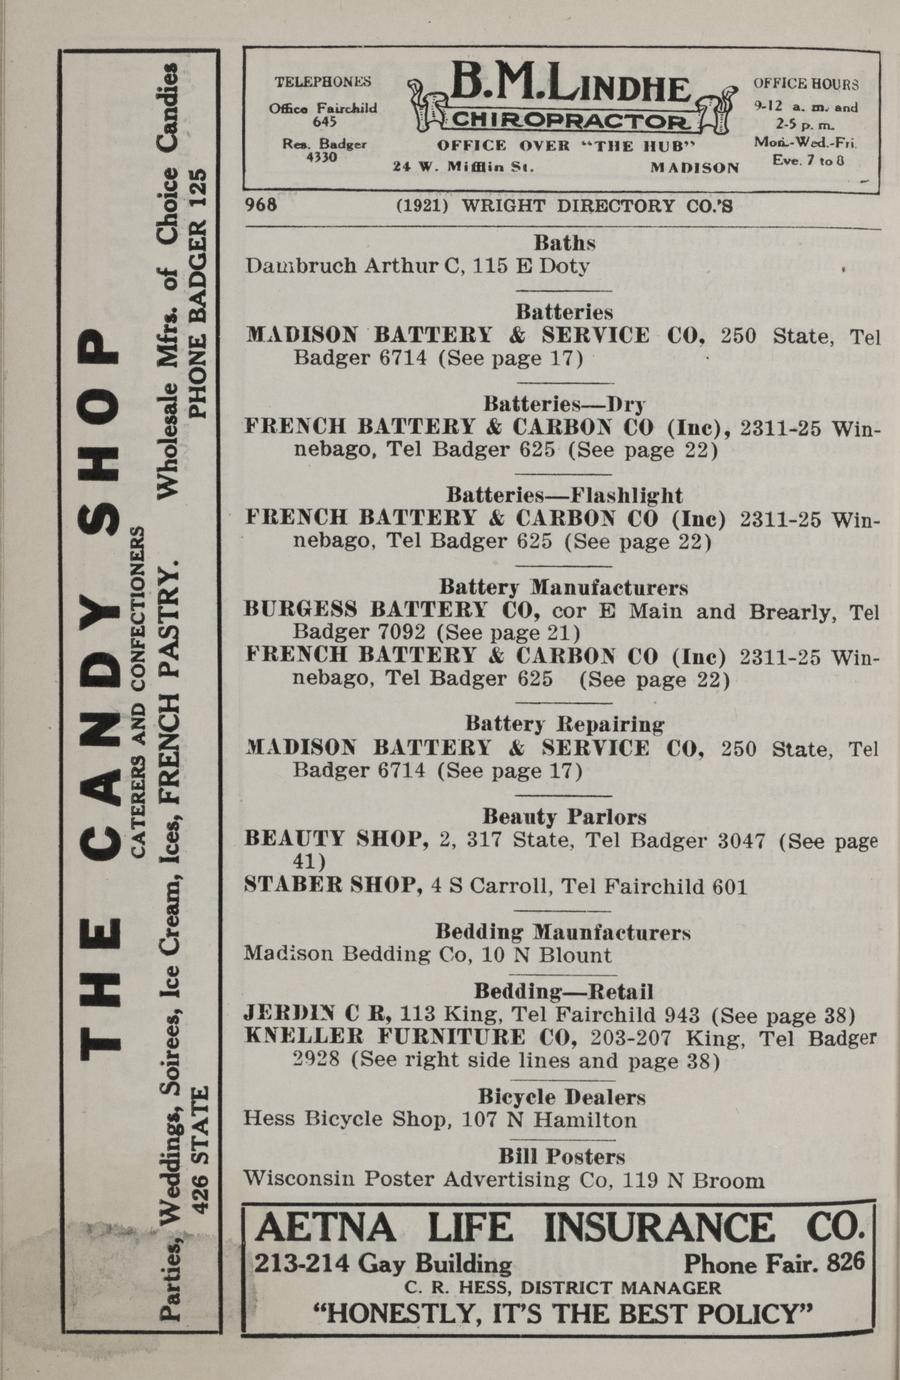 THE CANDY SHOP
CATERERS AND CONFECTIONERS
Parties, Weddings, Soirees, Ice Cream, Ices, FRENCH PASTRY. Wholesale Mfrs. of Choice Candies
426 STATE PHONE BADGER 125
TELEPHONES
Office Fairchild
645
Res. Badger
4330
B.M.LINDHE
CHIROPRACTOR
OFFICE OVER "THE HUB"
24 W. Mifflin St. MADISON
OFFICE HOURS
9-12 a. m. and
2-5 p. m.
Mon.-Wed.-Fri.
Eve. 7 to 8
968 (1921) WRIGHT DIRECTORY CO.'S
Baths
Dambruch Arthur C, 115 E Doty
Batteries
MADISON BATTERY & SERVICE CO, 250 State, Tel
Badger 6714 (See page 17)
Batteries—Dry
FRENCH BATTERY & CARBON CO (Inc), 2311-25 Win-
nebago, Tel Badger 625 (See page 22)
Batteries—Flashlight
FRENCH BATTERY & CARBON CO (Inc) 2311-25 Win-
nebago, Tel Badger 625 (See page 22)
Battery Manufacturers
BURGESS BATTERY CO, cor E Main and Brearly, Tel
Badger 7092 (See page 21)
FRENCH BATTERY & CARBON CO (Inc) 2311-25 Win-
nebago, Tel Badger 625 (See page 22)
Battery Repairing
MADISON BATTERY & SERVICE CO, 250 State, Tel
Badger 6714 (See page 17)
Beauty Parlors
BEAUTY SHOP, 2, 317 State, Tel Badger 3047 (See page
41)
STABER SHOP, 4 S Carroll, Tel Fairchild 601
Bedding Maunfacturers
Madison Bedding Co, 10 N Blount
Bedding—Retail
JERDIN C R, 113 King, Tel Fairchild 943 (See page 38)
KNELLER FURNITURE CO, 203-207 King, Tel Badger
2928 (See right side lines and page 38)
Bicycle Dealers
Hess Bicycle Shop, 107 N Hamilton
Bill Posters
Wisconsin Poster Advertising Co, 119 N Broom
AETNA LIFE INSURANCE CO.
213-214 Gay Building Phone Fair. 826
C. R. HESS, DISTRICT MANAGER
"HONESTLY, IT'S THE BEST POLICY"